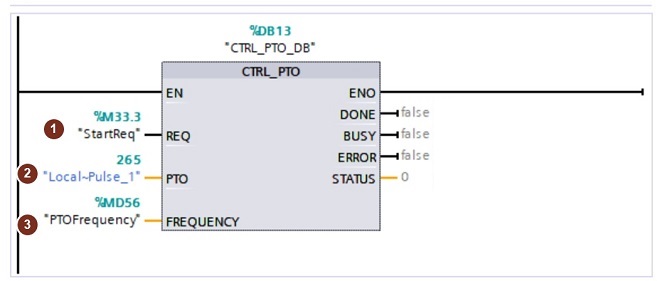 %DB13
"CTRL_PTO_DB"
CTRL_PTO
EN ENO
DONE false
%M33.3
1 "StartReq" REQ BUSY false
ERROR false
265
2 "Local~Pulse_1" PTO STATUS 0
%MD56
3 "PTOFrequency" FREQUENCY